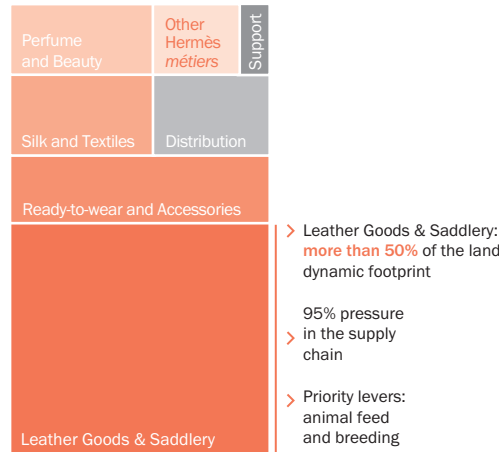 Perfume
and Beauty
Other
Hermès
métiers
Support
Silk and Textiles
Distribution
Ready-to-wear and Accessories
Leather Goods & Saddlery
Leather Goods & Saddlery:
more than 50% of the land
dynamic footprint
95% pressure
in the supply
chain
Priority levers:
animal feed
and breeding